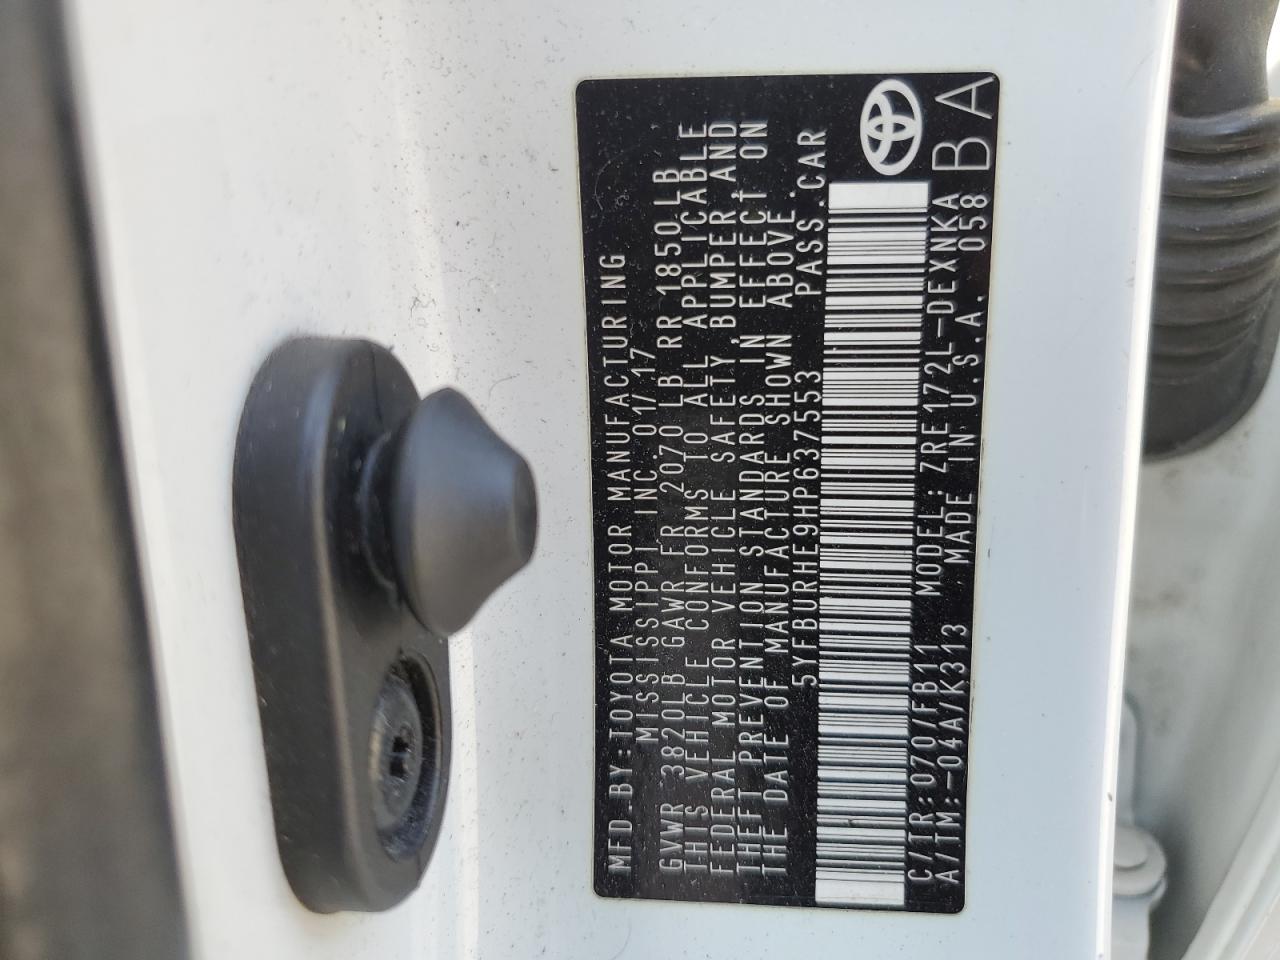 MFD.BY:TOYOTA MOTOR MANUFACTURING
MISSISSIPPI INC.01/17
GVWR 3820LB GAWR FR 2070 LB RR 1850LB
THIS VEHICLE CONFORMS TO ALL APPLICABLE
FEDERAL MOTOR VEHICLE SAFETY,BUMPER,AND
THEFT PREVENTION STANDARDS IN EFFECT ON
THE DATE OF MANUFACTURE SHOWN ABOVE.
5YFBURHE9HP637553 PASS.CAR
C/TR:070/FB11 MODEL:ZRE172L-DEXNKA
A/TM:-04A/K313 MADE IN U.S.A. 058
BA